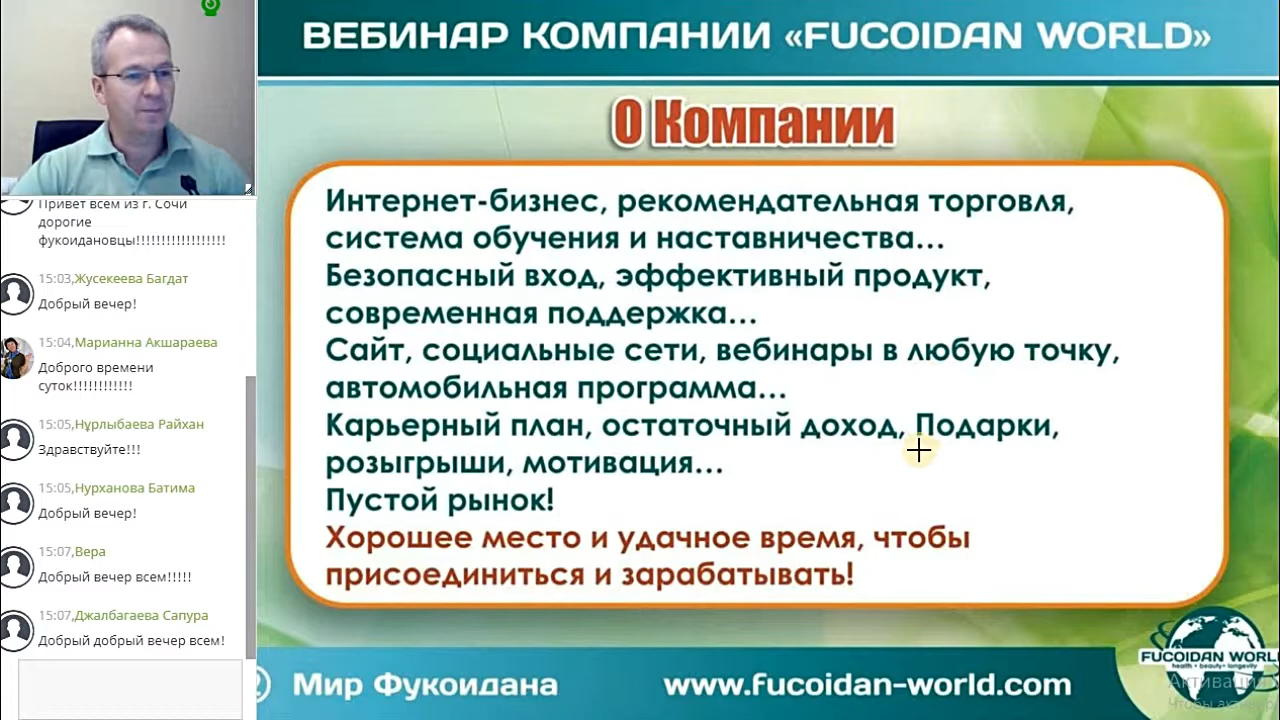 ВЕБИНАР КОМПАНИИ «FUCOIDAN WORLD»
О Компании
Интернет-бизнес, рекомендательная торговля,
система обучения и наставничества...
Безопасный вход, эффективный продукт,
современная поддержка...
Сайт, социальные сети, вебинары в любую точку,
автомобильная программа...
Карьерный план, остаточный доход, Подарки,
розыгрыши, мотивация...
Пустой рынок!
Хорошее место и удачное время, чтобы
присоединиться и зарабатывать!
Привет всем из г. Сочи
дорогие
фукоидановцы!!!!!!!!!!!!!!!!!!
15:03,Жусекеева Багдат
Добрый вечер!
15:04,Марианна Акшараева
Доброго времени
суток!!!!!!!!!!!!
15:05,Нұрлыбаева Райхан
Здравствуйте!!!
15:05,Нурханова Батима
Добрый вечер!
15:07,Вера
Добрый вечер всем!!!!!
15:07,Джалбагаева Сапура
Добрый добрый вечер всем!
Мир Фукоидана
www.fucoidan-world.com
FUCOIDAN WORL
health • beauty • longevity